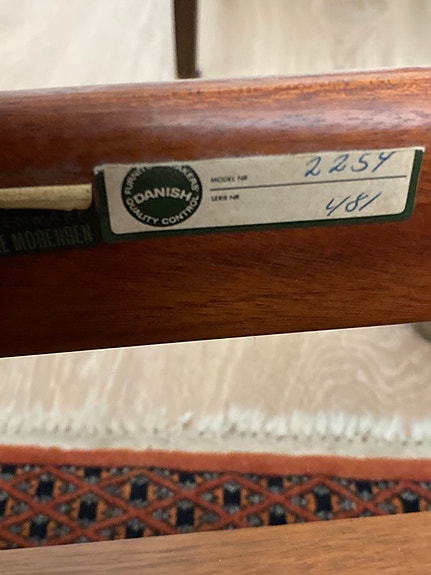 FURNITURE MAKERS'
DANISH
QUALITY CONTROL
MODEL NR. 2254
SERIE NR. 481
MOGENSEN